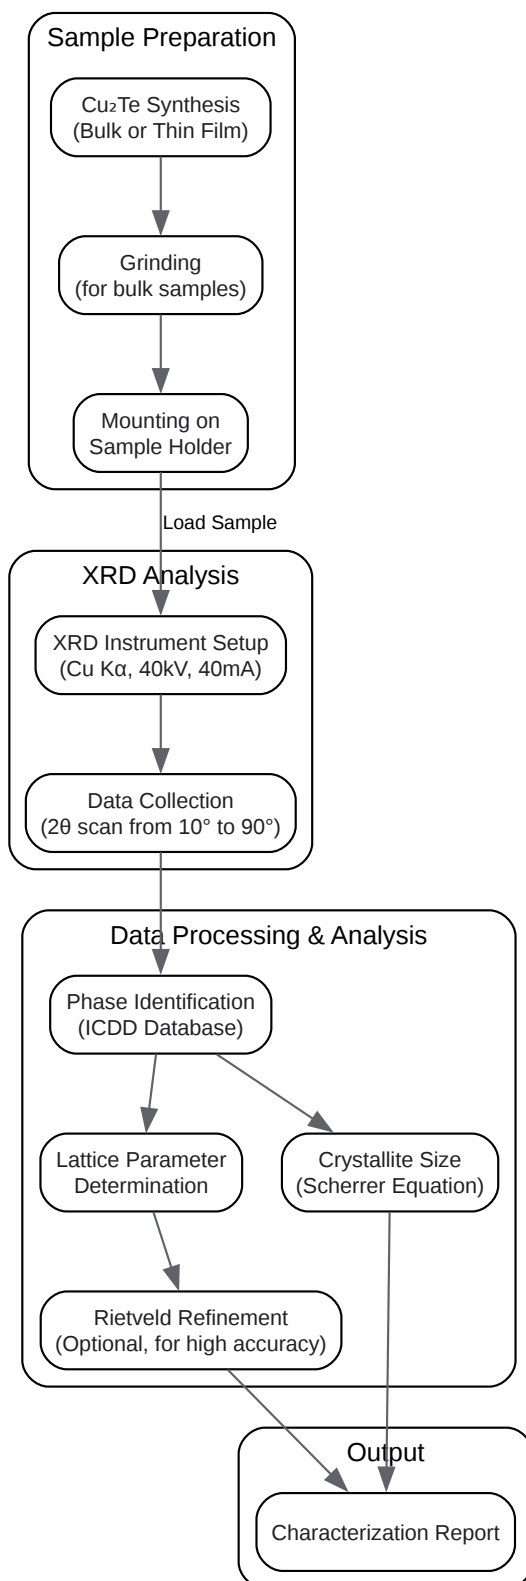 Sample Preparation
Cu₂Te Synthesis
(Bulk or Thin Film)
Grinding
(for bulk samples)
Mounting on
Sample Holder
Load Sample
XRD Analysis
XRD Instrument Setup
(Cu Kα, 40kV, 40mA)
Data Collection
(2θ scan from 10° to 90°)
Data Processing & Analysis
Phase Identification
(ICDD Database)
Lattice Parameter
Determination
Crystallite Size
(Scherrer Equation)
Rietveld Refinement
(Optional, for high accuracy)
Output
Characterization Report